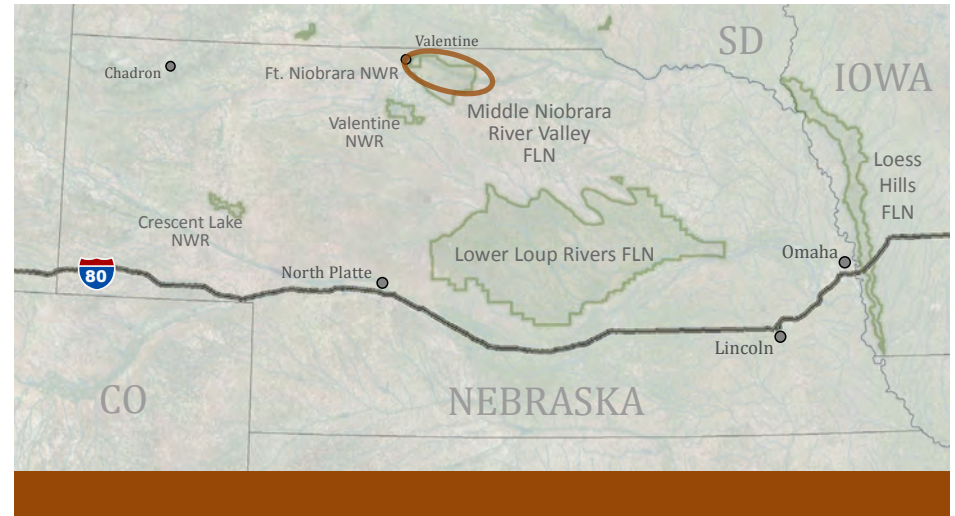 Valentine
SD
Chadron
Ft. Niobrara NWR
IOWA
Valentine
NWR
Middle Niobrara
River Valley
FLN
Loess
Hills
FLN
Crescent Lake
NWR
Lower Loup Rivers FLN
Omaha
80
North Platte
Lincoln
CO
NEBRASKA